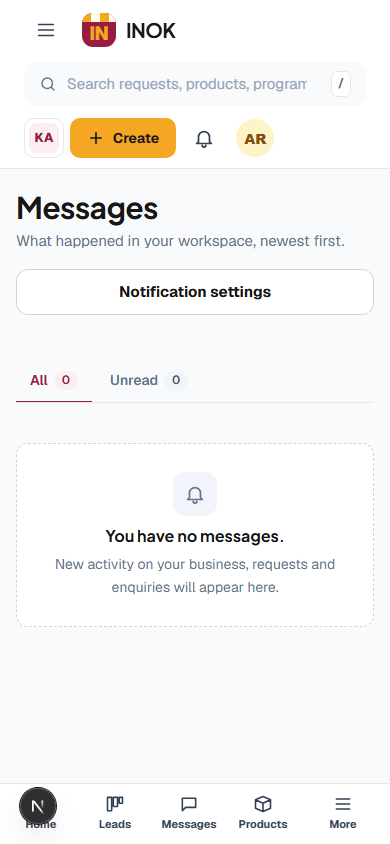 IN INOK
Search requests, products, program
/
KA
+ Create
AR
Messages
What happened in your workspace, newest first.
Notification settings
All 0
Unread 0
You have no messages.
New activity on your business, requests and
enquiries will appear here.
N
Home
Leads
Messages
Products
More